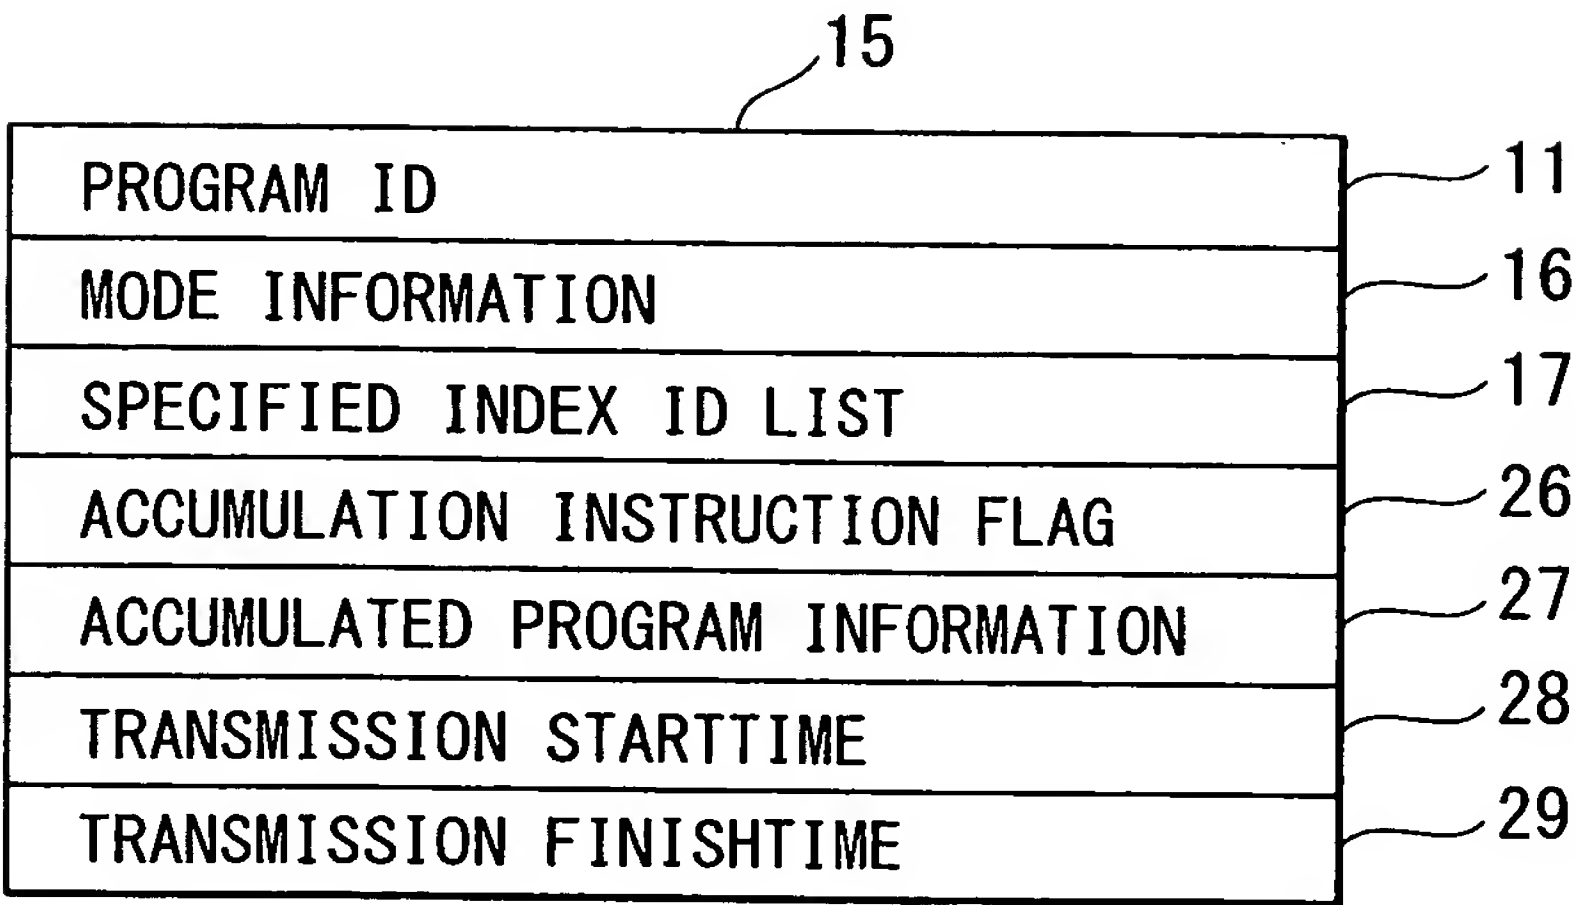 15
PROGRAM ID 11
MODE INFORMATION 16
SPECIFIED INDEX ID LIST 17
ACCUMULATION INSTRUCTION FLAG 26
ACCUMULATED PROGRAM INFORMATION 27
TRANSMISSION STARTTIME 28
TRANSMISSION FINISHTIME 29